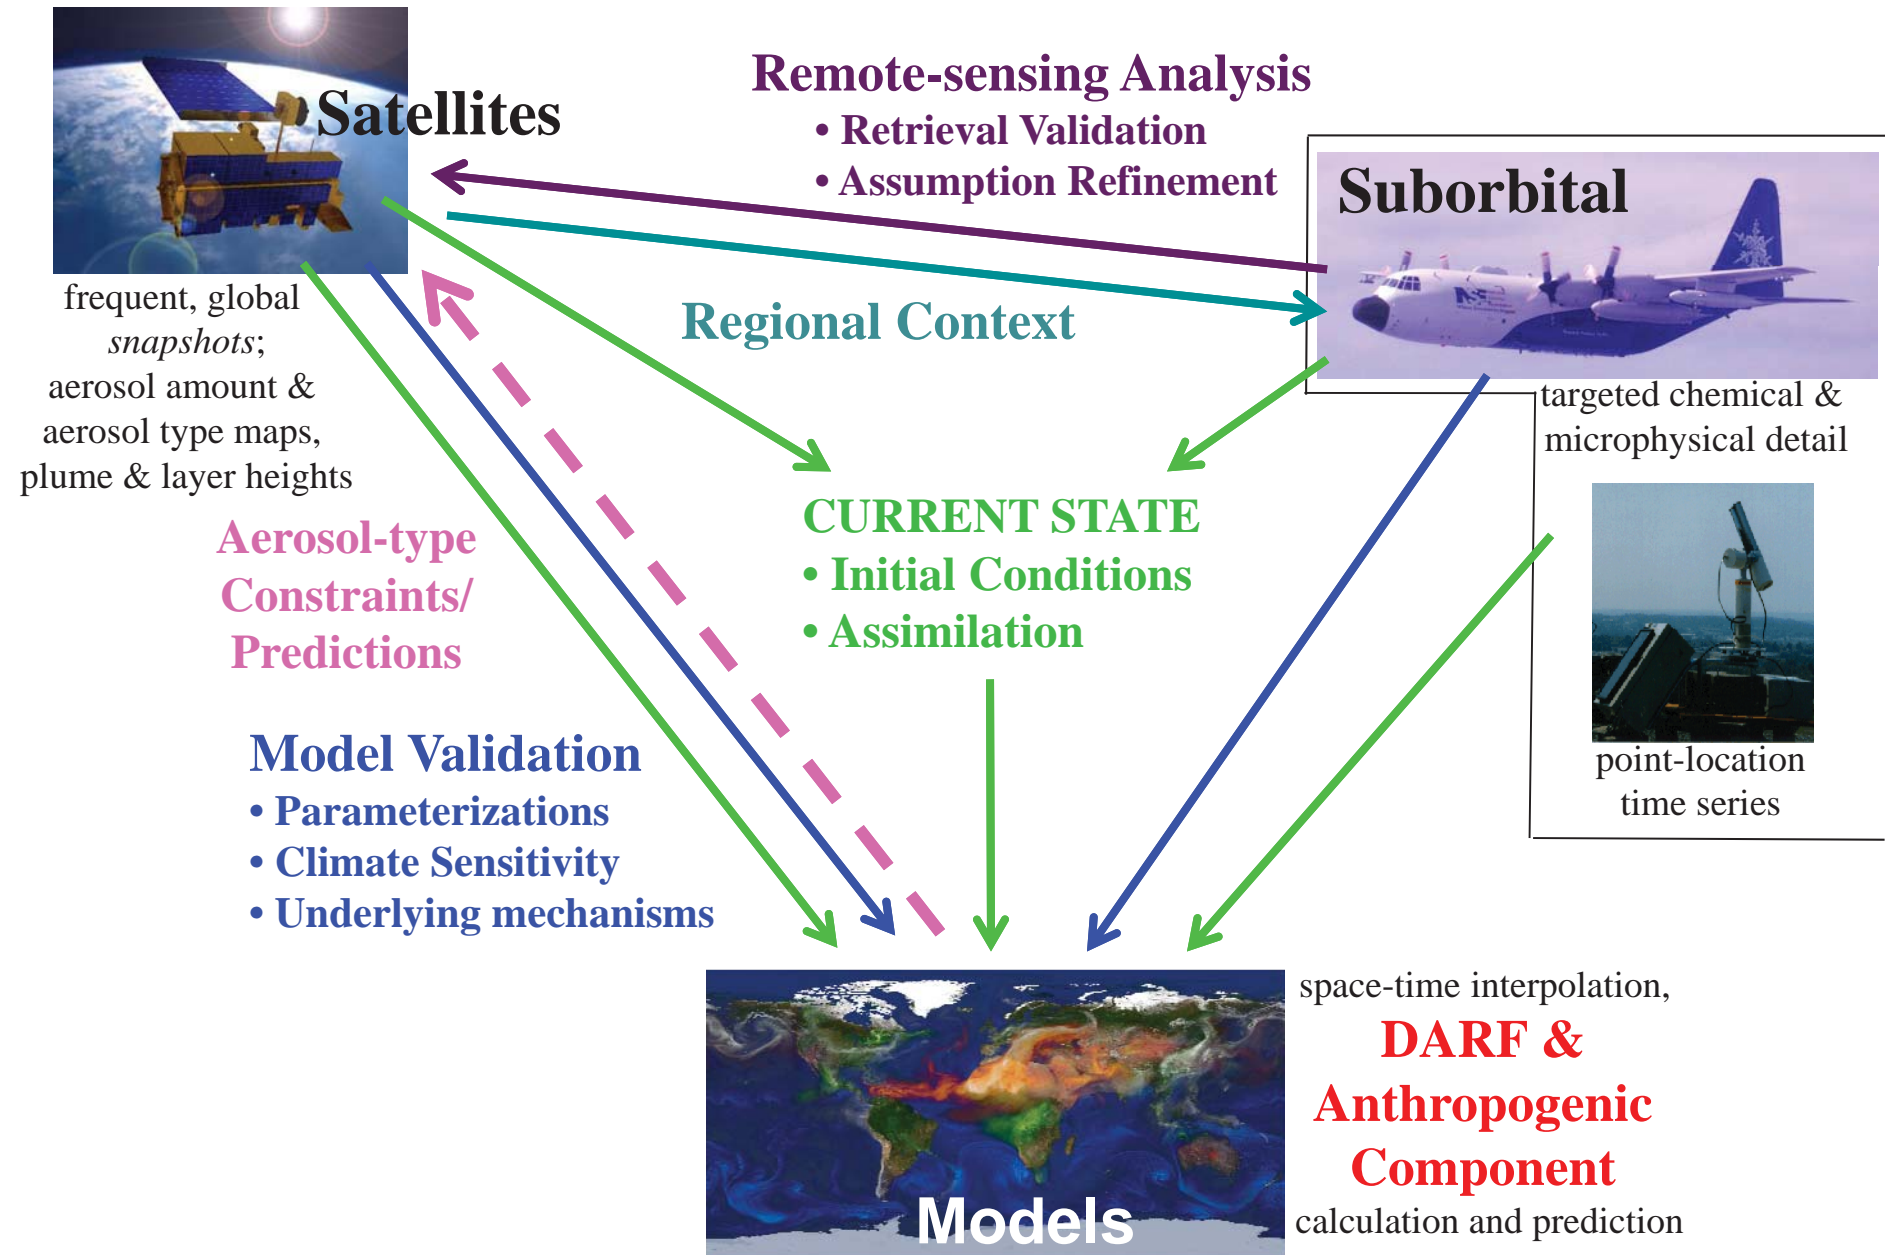 Satellites
frequent, global
snapshots;
aerosol amount &
aerosol type maps,
plume & layer heights
Remote-sensing Analysis
• Retrieval Validation
• Assumption Refinement
Regional Context
Suborbital
targeted chemical &
microphysical detail
point-location
time series
CURRENT STATE
• Initial Conditions
• Assimilation
Aerosol-type
Constraints/
Predictions
Model Validation
• Parameterizations
• Climate Sensitivity
• Underlying mechanisms
Models
space-time interpolation,
DARF &
Anthropogenic
Component
calculation and prediction